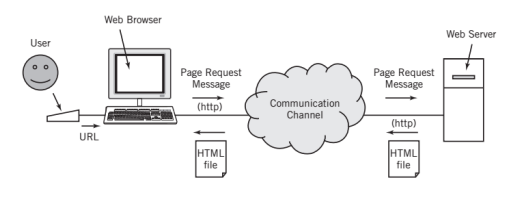 Web Browser
User
Web Server
Page Request
Message
(http)
Page Request
Message
(http)
Communication
Channel
URL
HTML
file
HTML
file